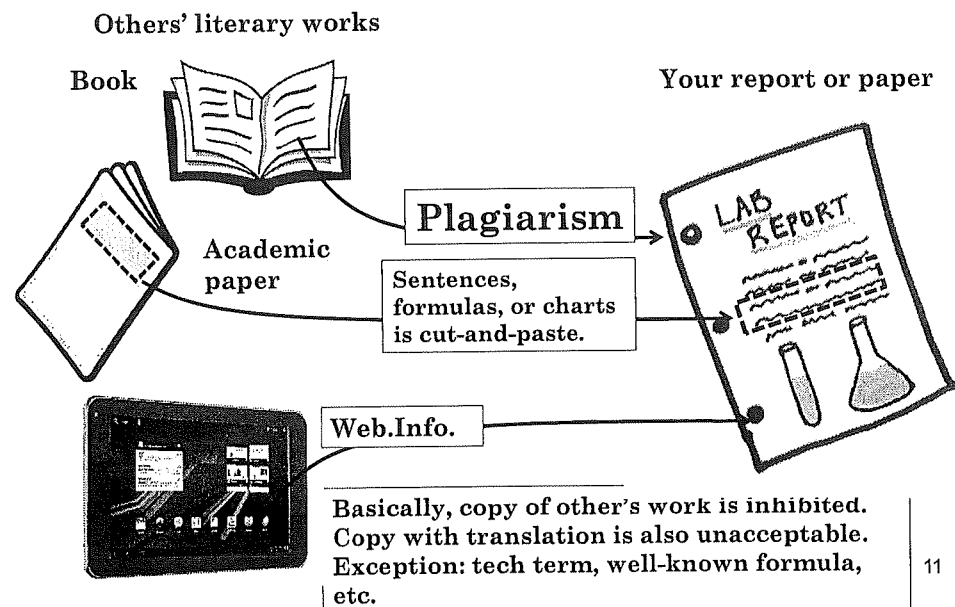 Others' literary works
Book
Your report or paper
Plagiarism
LAB
REPORT
Academic
paper
Sentences,
formulas, or charts
is cut-and-paste.
Web.Info.
Basically, copy of other's work is inhibited.
Copy with translation is also unacceptable.
Exception: tech term, well-known formula,
etc.
11